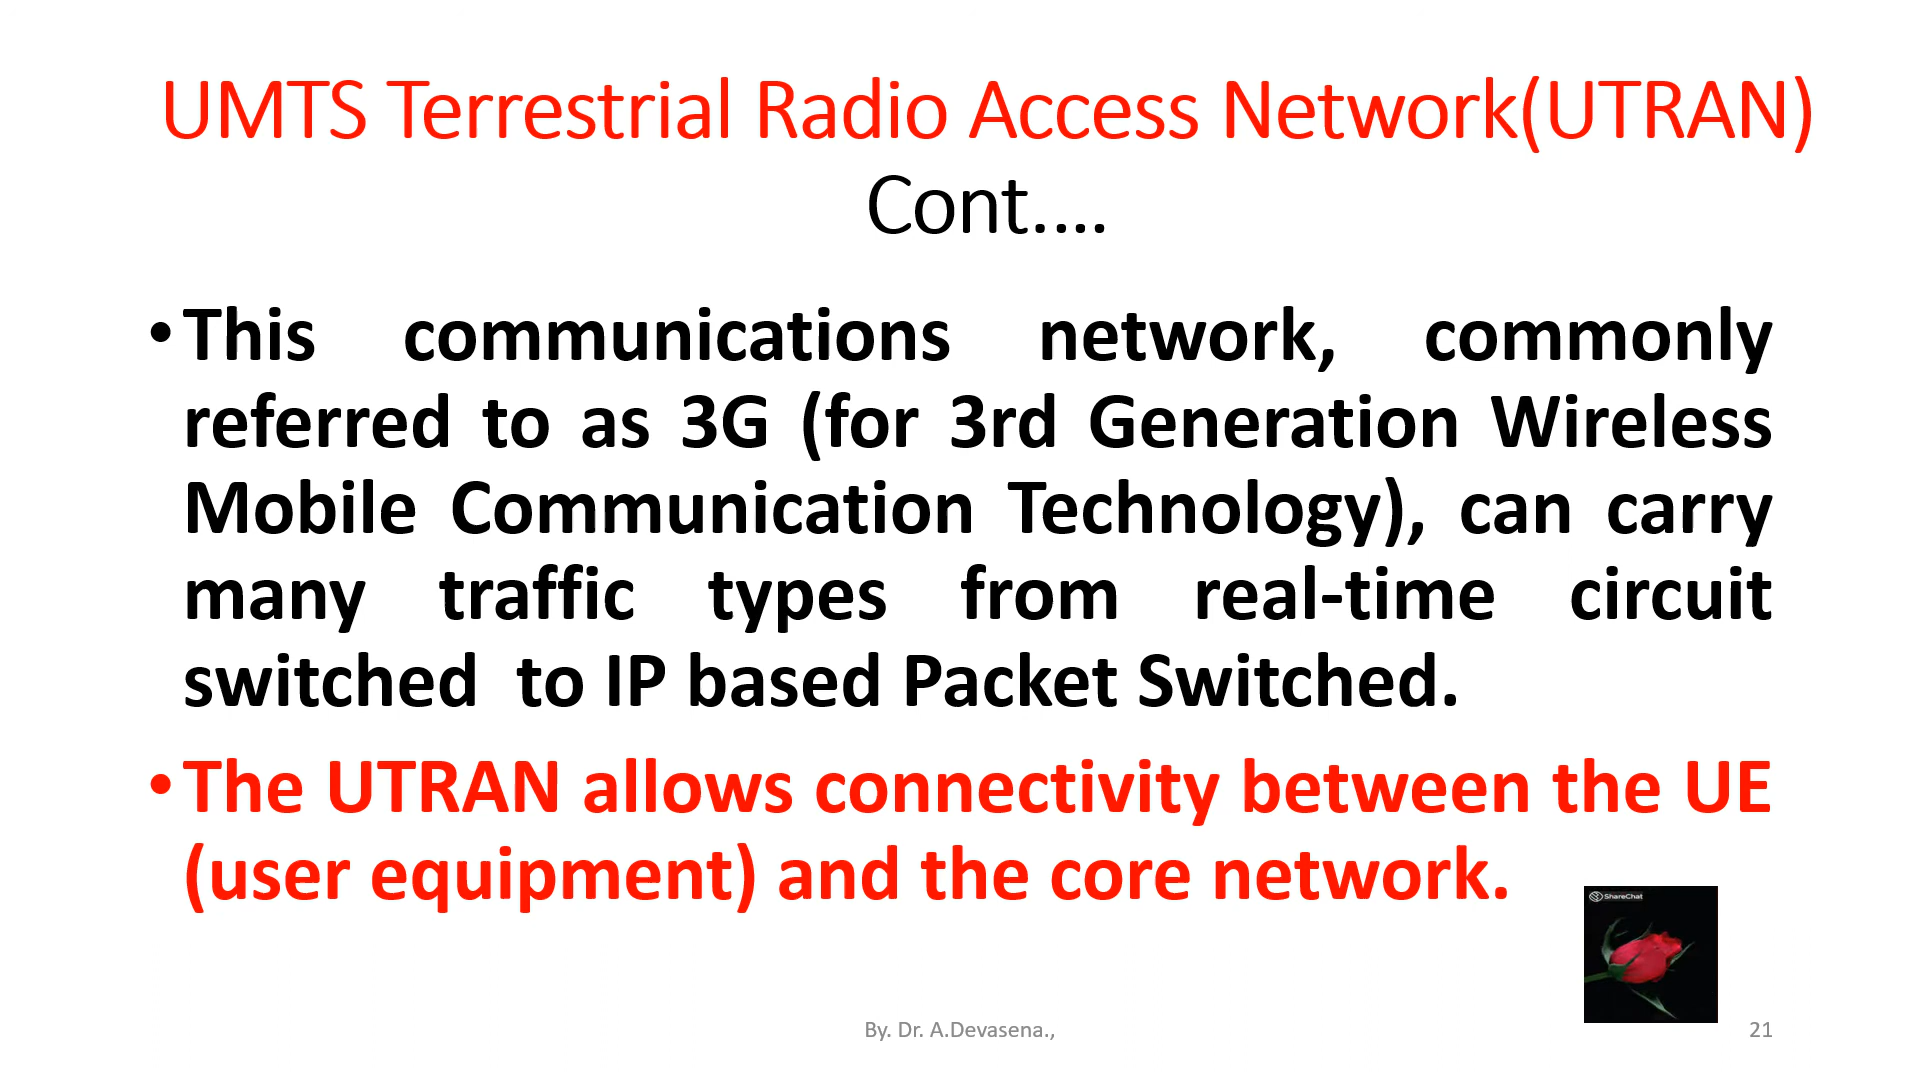 UMTS Terrestrial Radio Access Network(UTRAN)
Cont.…
•This communications network, commonly
referred to as 3G (for 3rd Generation Wireless
Mobile Communication Technology), can carry
many traffic types from real-time circuit
switched  to IP based Packet Switched.
•The UTRAN allows connectivity between the UE
(user equipment) and the core network.
ShareChat
By. Dr. A.Devasena.,
21